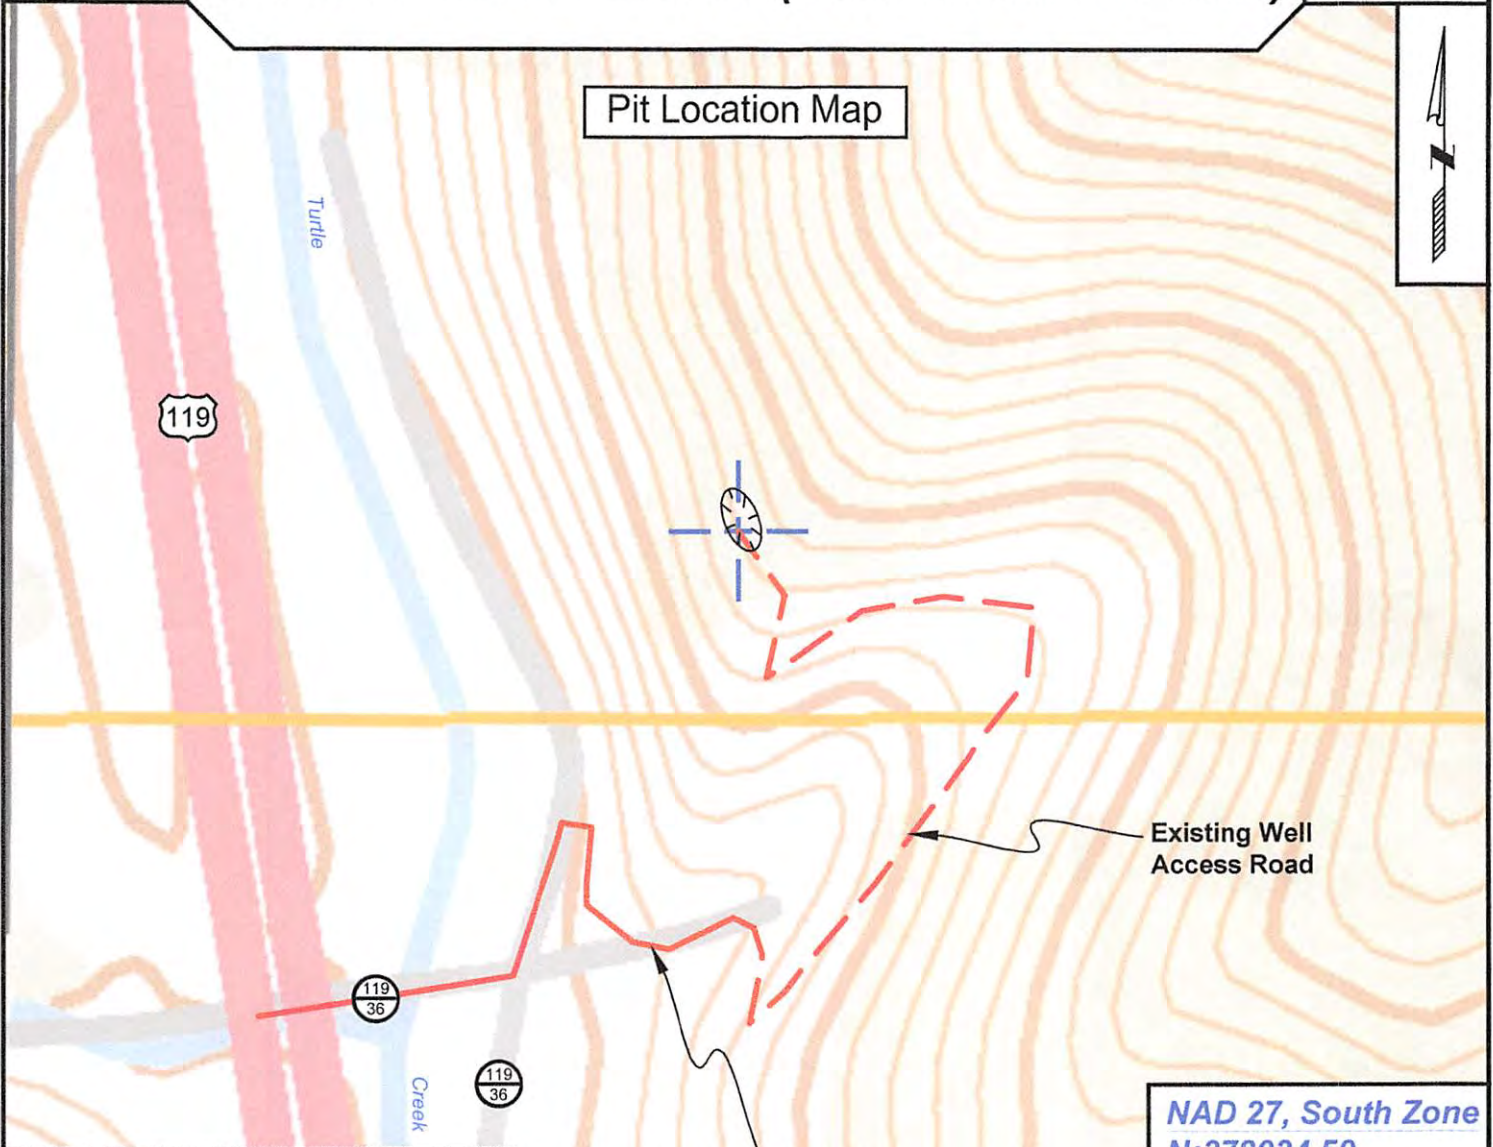 Pit Location Map
Turtle
119
Existing Well
Access Road
119
36
119
36
Creek
NAD 27, South Zone